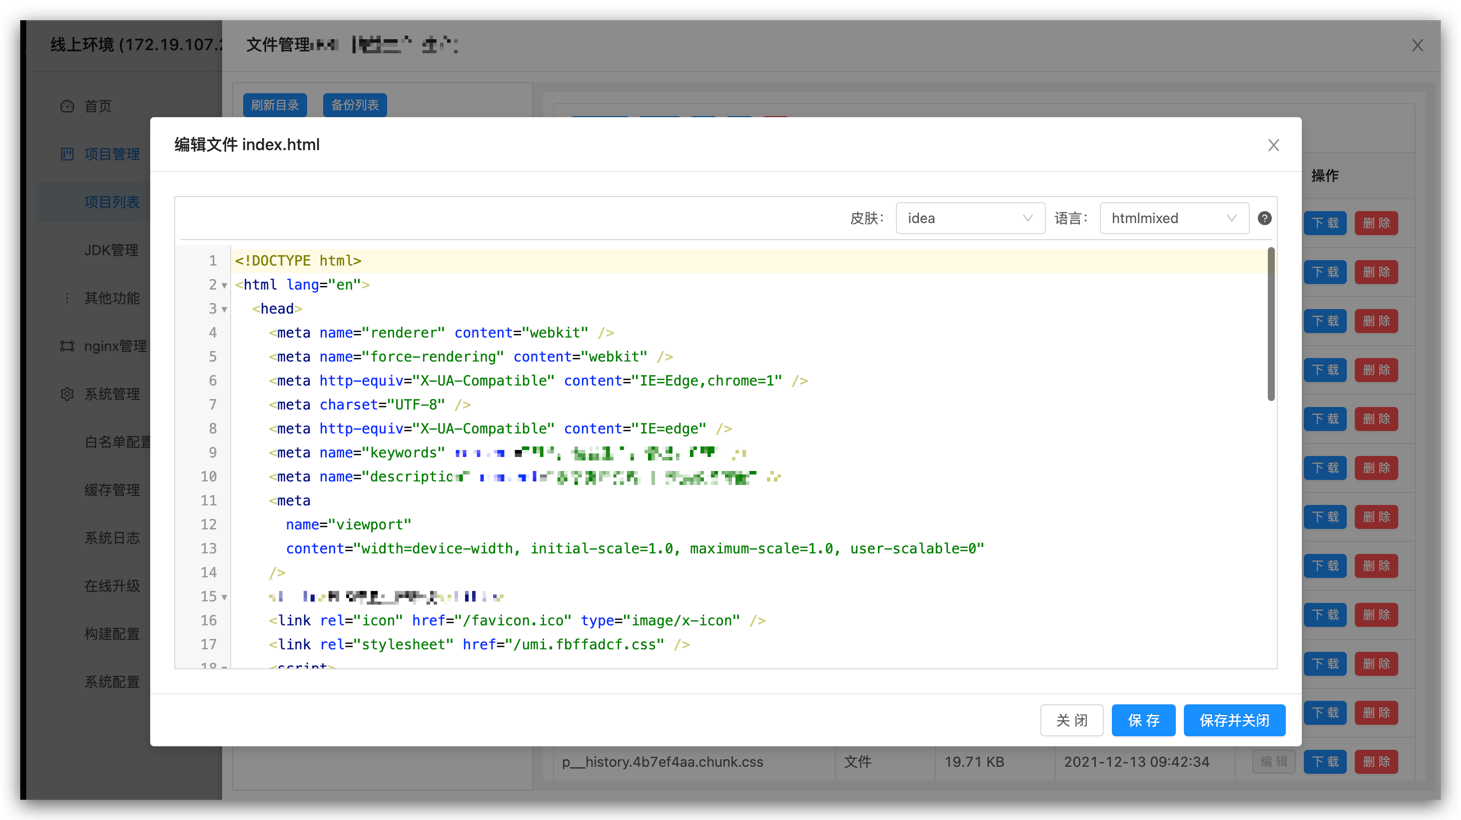 线上环境 (172.19.107.2
文件管理
首页
项目管理
项目列表
JDK管理
其他功能
nginx管理
系统管理
白名单配置
缓存管理
系统日志
在线升级
构建配置
系统配置
刷新目录
备份列表
编辑文件 index.html
皮肤：
idea
语言：
htmlmixed
1 <!DOCTYPE html>
2 <html lang="en">
3 <head>
4 <meta name="renderer" content="webkit" />
5 <meta name="force-rendering" content="webkit" />
6 <meta http-equiv="X-UA-Compatible" content="IE=Edge,chrome=1" />
7 <meta charset="UTF-8" />
8 <meta http-equiv="X-UA-Compatible" content="IE=edge" />
9 <meta name="keywords"
10 <meta name="description"
11 <meta
12 name="viewport"
13 content="width=device-width, initial-scale=1.0, maximum-scale=1.0, user-scalable=0"
14 />
15
16 <link rel="icon" href="/favicon.ico" type="image/x-icon" />
17 <link rel="stylesheet" href="/umi.fbffadcf.css" />
18 <script>
关 闭
保 存
保存并关闭
操作
下 载 删 除
下 载 删 除
下 载 删 除
下 载 删 除
下 载 删 除
下 载 删 除
下 载 删 除
下 载 删 除
下 载 删 除
下 载 删 除
下 载 删 除
p__history.4b7ef4aa.chunk.css 文件 19.71 KB 2021-12-13 09:42:34 编 辑 下 载 删 除